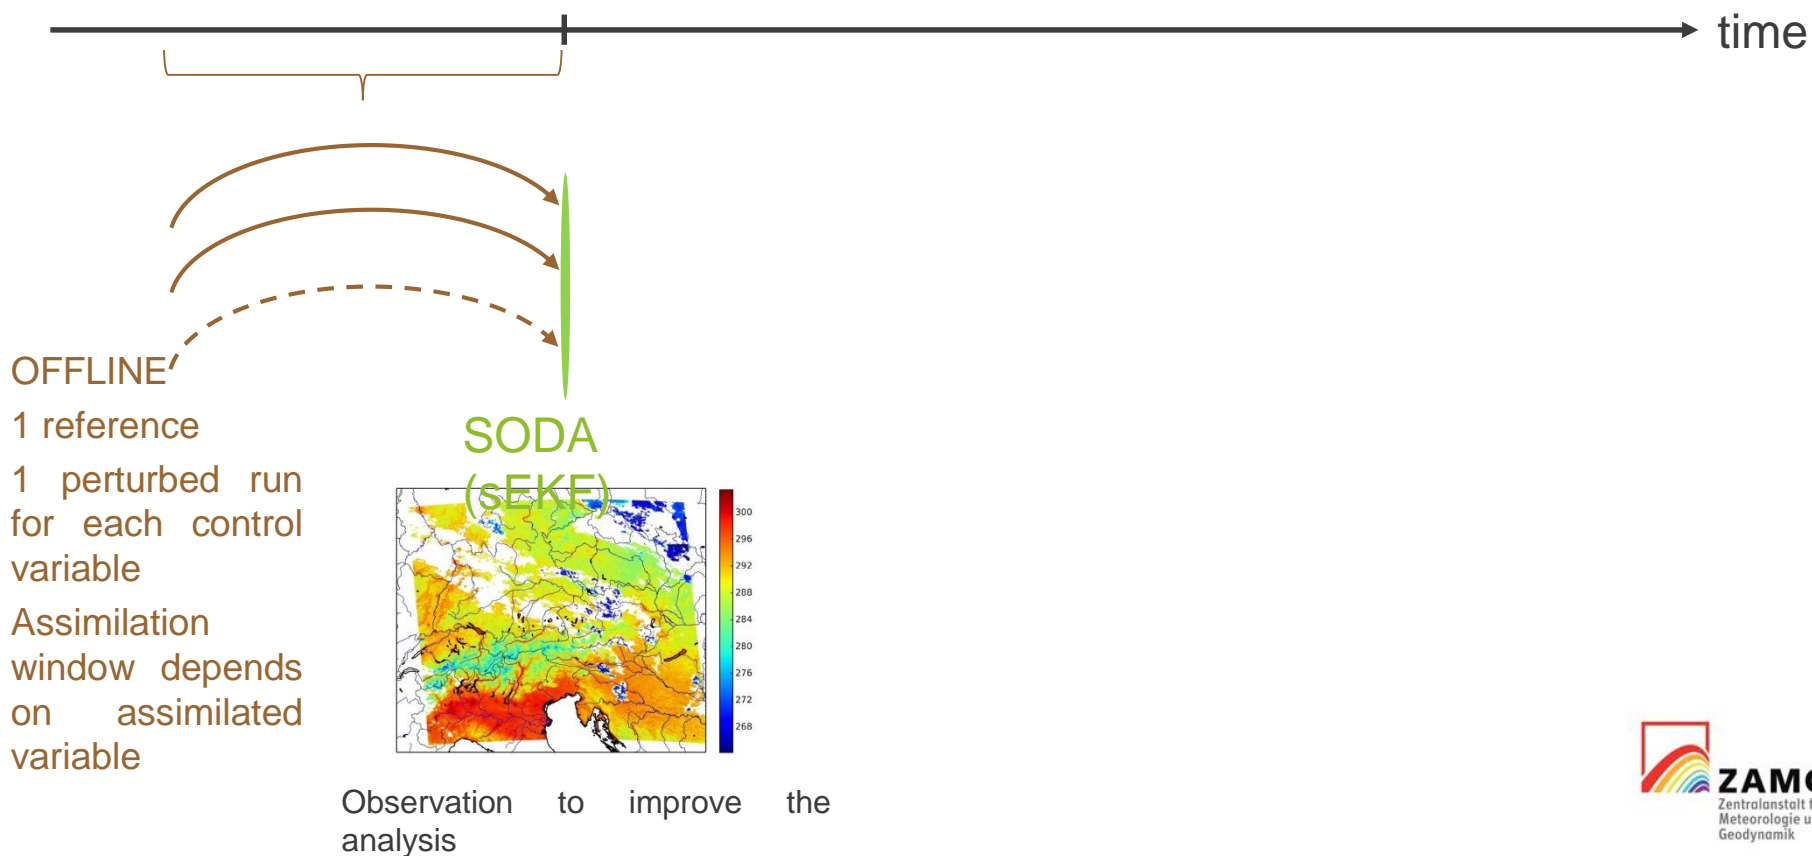 time
OFFLINE
1 reference
1 perturbed run
for each control
variable
Assimilation
window depends
on assimilated
variable
SODA
(sEKF)
300
296
292
288
284
280
276
272
268
Observation to improve the
analysis
ZAM
Zentralanstalt f
Meteorologie u
Geodynamik